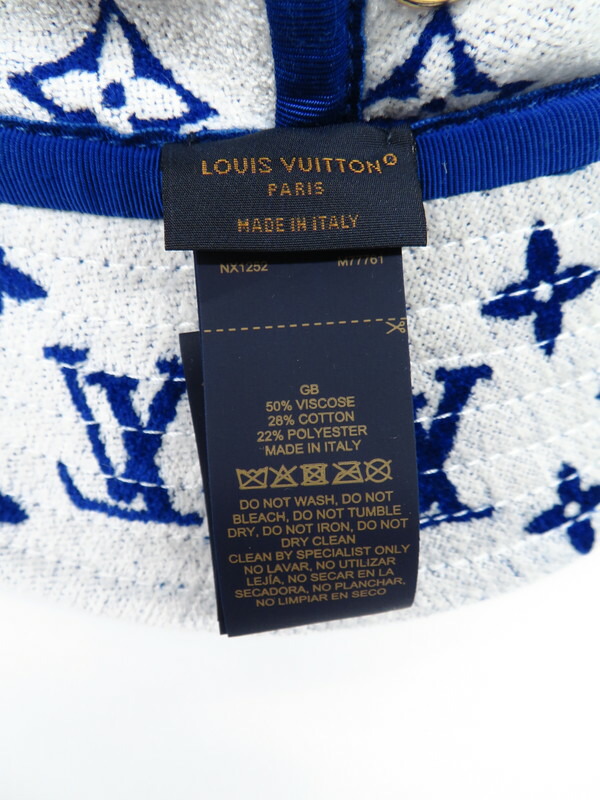 LOUIS VUITTON®
PARIS
MADE IN ITALY
NX1252 M77761
GB
50% VISCOSE
28% COTTON
22% POLYESTER
MADE IN ITALY
DO NOT WASH, DO NOT
BLEACH, DO NOT TUMBLE
DRY, DO NOT IRON, DO NOT
DRY CLEAN
CLEAN BY SPECIALIST ONLY
NO LAVAR, NO UTILIZAR
LEJÍA, NO SECAR EN LA
SECADORA, NO PLANCHAR,
NO LIMPIAR EN SECO
LV
LV